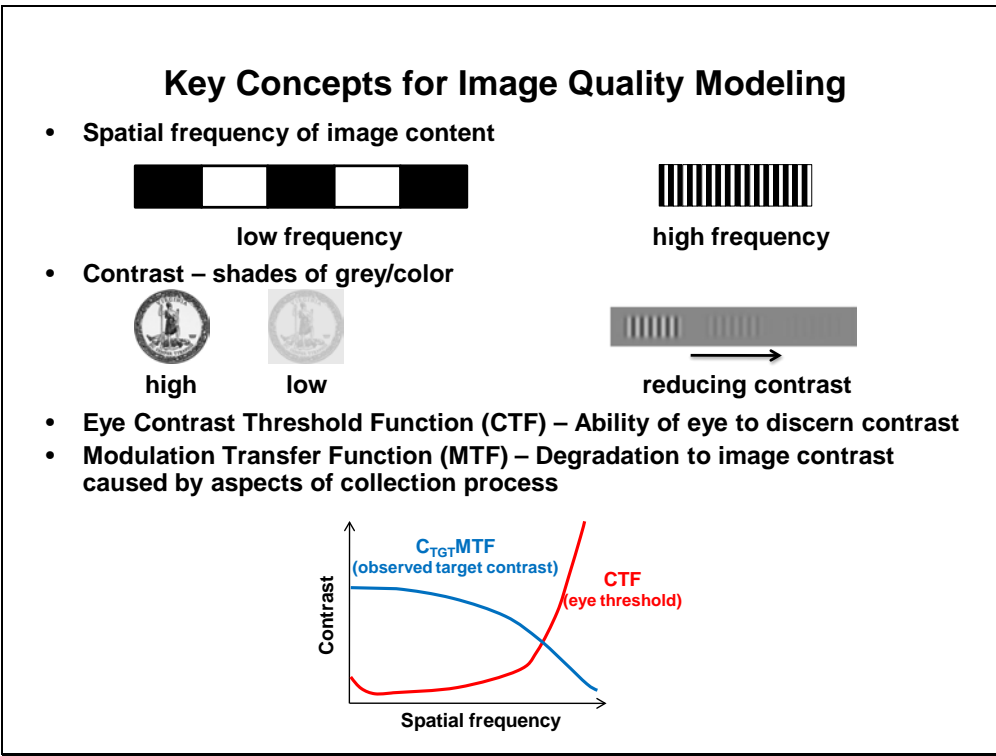 Key Concepts for Image Quality Modeling
• Spatial frequency of image content
low frequency
high frequency
• Contrast – shades of grey/color
VIRGINIA
high
low
reducing contrast
• Eye Contrast Threshold Function (CTF) – Ability of eye to discern contrast
• Modulation Transfer Function (MTF) – Degradation to image contrast
caused by aspects of collection process
C_TGT MTF
(observed target contrast)
CTF
(eye threshold)
Contrast
Spatial frequency